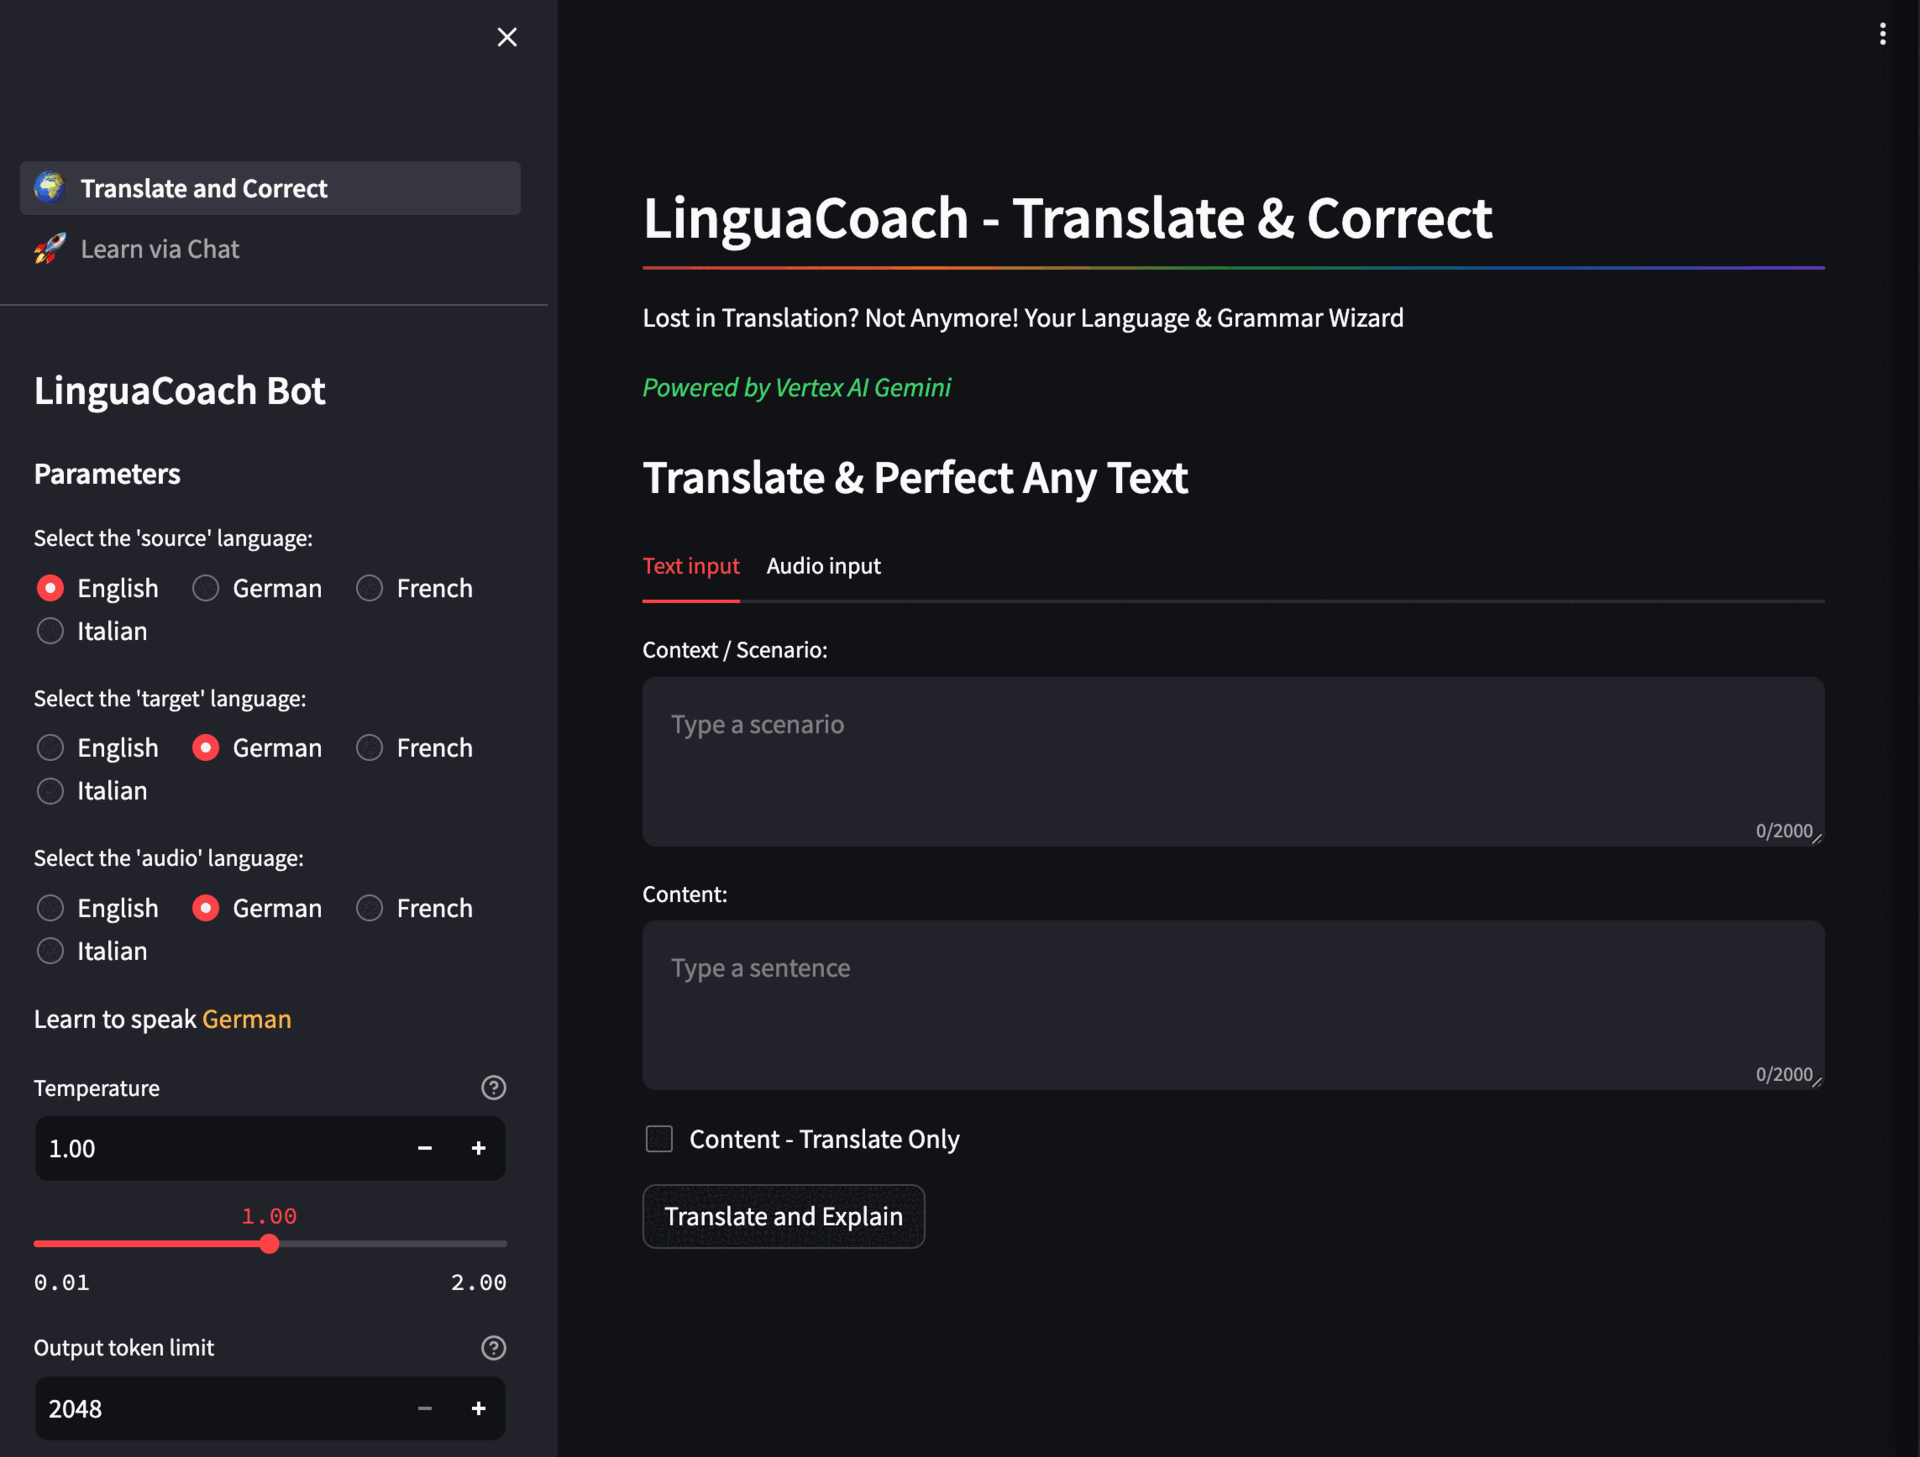 Translate and Correct
Learn via Chat
LinguaCoach Bot
Parameters
Select the 'source' language:
English German French
Italian
Select the 'target' language:
English German French
Italian
Select the 'audio' language:
English German French
Italian
Learn to speak German
Temperature
1.00
1.00
0.01 2.00
Output token limit
2048
LinguaCoach - Translate & Correct
Lost in Translation? Not Anymore! Your Language & Grammar Wizard
Powered by Vertex AI Gemini
Translate & Perfect Any Text
Text input Audio input
Context / Scenario:
Type a scenario
0/2000
Content:
Type a sentence
0/2000
Content - Translate Only
Translate and Explain